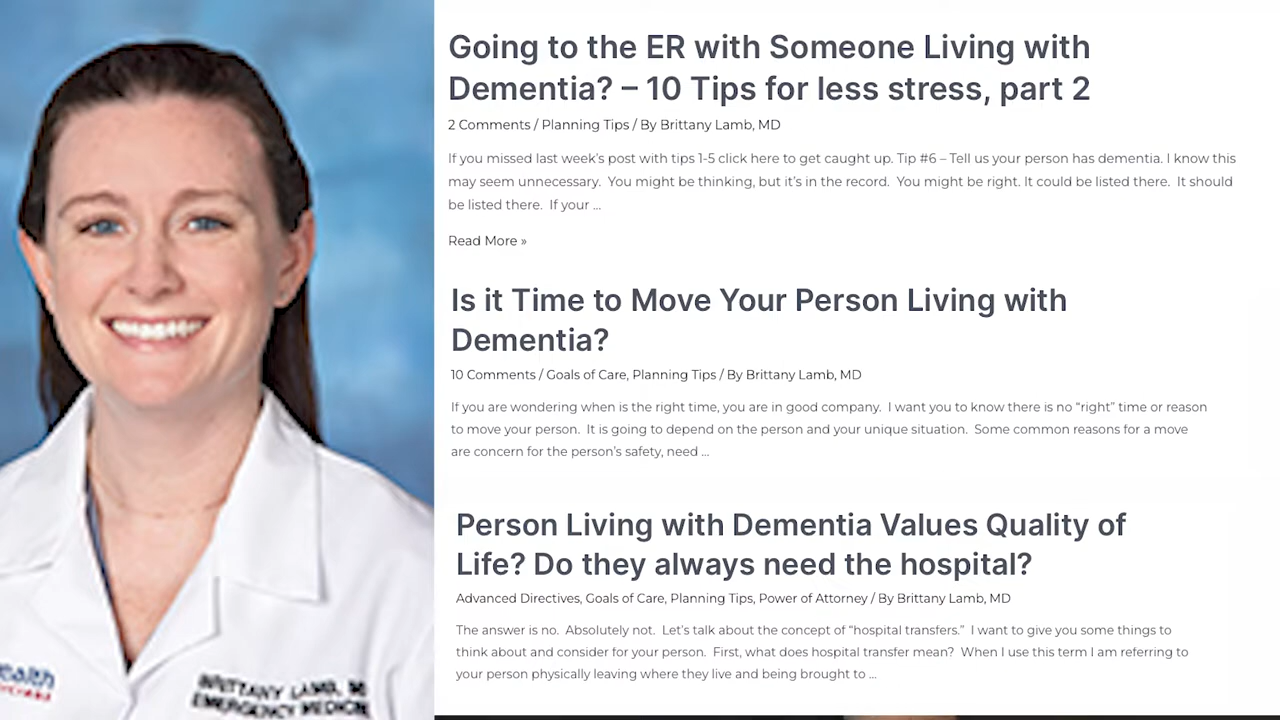 Going to the ER with Someone Living with
Dementia? – 10 Tips for less stress, part 2
2 Comments / Planning Tips / By Brittany Lamb, MD
If you missed last week’s post with tips 1-5 click here to get caught up. Tip #6 – Tell us your person has dementia. I know this
may seem unnecessary. You might be thinking, but it’s in the record. You might be right. It could be listed there. It should
be listed there. If your ...
Read More »
Is it Time to Move Your Person Living with
Dementia?
10 Comments / Goals of Care, Planning Tips / By Brittany Lamb, MD
If you are wondering when is the right time, you are in good company. I want you to know there is no “right” time or reason
to move your person. It is going to depend on the person and your unique situation. Some common reasons for a move
are concern for the person’s safety, need ...
Person Living with Dementia Values Quality of
Life? Do they always need the hospital?
Advanced Directives, Goals of Care, Planning Tips, Power of Attorney / By Brittany Lamb, MD
The answer is no. Absolutely not. Let’s talk about the concept of “hospital transfers.” I want to give you some things to
think about and consider for your person. First, what does hospital transfer mean? When I use this term I am referring to
your person physically leaving where they live and being brought to ...
BRITTANY LAMB, MD
EMERGENCY MEDICINE